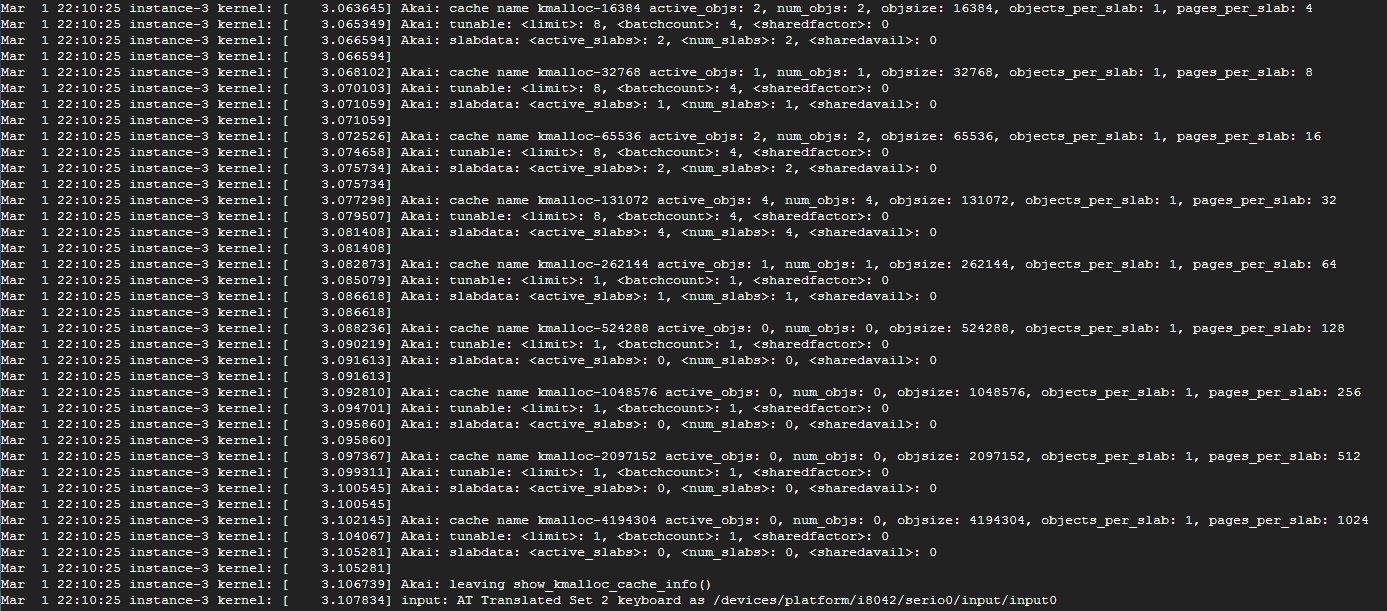 Mar  1 22:10:25 instance-3 kernel: [    3.063645] Akai: cache name kmalloc-16384 active_objs: 2, num_objs: 2, objsize: 16384, objects_per_slab: 1, pages_per_slab: 4
Mar  1 22:10:25 instance-3 kernel: [    3.065349] Akai: tunable: <limit>: 8, <batchcount>: 4, <sharedfactor>: 0
Mar  1 22:10:25 instance-3 kernel: [    3.066594] Akai: slabdata: <active_slabs>: 2, <num_slabs>: 2, <sharedavail>: 0
Mar  1 22:10:25 instance-3 kernel: [    3.066594]
Mar  1 22:10:25 instance-3 kernel: [    3.068102] Akai: cache name kmalloc-32768 active_objs: 1, num_objs: 1, objsize: 32768, objects_per_slab: 1, pages_per_slab: 8
Mar  1 22:10:25 instance-3 kernel: [    3.070103] Akai: tunable: <limit>: 8, <batchcount>: 4, <sharedfactor>: 0
Mar  1 22:10:25 instance-3 kernel: [    3.071059] Akai: slabdata: <active_slabs>: 1, <num_slabs>: 1, <sharedavail>: 0
Mar  1 22:10:25 instance-3 kernel: [    3.071059]
Mar  1 22:10:25 instance-3 kernel: [    3.072526] Akai: cache name kmalloc-65536 active_objs: 2, num_objs: 2, objsize: 65536, objects_per_slab: 1, pages_per_slab: 16
Mar  1 22:10:25 instance-3 kernel: [    3.074658] Akai: tunable: <limit>: 8, <batchcount>: 4, <sharedfactor>: 0
Mar  1 22:10:25 instance-3 kernel: [    3.075734] Akai: slabdata: <active_slabs>: 2, <num_slabs>: 2, <sharedavail>: 0
Mar  1 22:10:25 instance-3 kernel: [    3.075734]
Mar  1 22:10:25 instance-3 kernel: [    3.077298] Akai: cache name kmalloc-131072 active_objs: 4, num_objs: 4, objsize: 131072, objects_per_slab: 1, pages_per_slab: 32
Mar  1 22:10:25 instance-3 kernel: [    3.079507] Akai: tunable: <limit>: 8, <batchcount>: 4, <sharedfactor>: 0
Mar  1 22:10:25 instance-3 kernel: [    3.081408] Akai: slabdata: <active_slabs>: 4, <num_slabs>: 4, <sharedavail>: 0
Mar  1 22:10:25 instance-3 kernel: [    3.081408]
Mar  1 22:10:25 instance-3 kernel: [    3.082873] Akai: cache name kmalloc-262144 active_objs: 1, num_objs: 1, objsize: 262144, objects_per_slab: 1, pages_per_slab: 64
Mar  1 22:10:25 instance-3 kernel: [    3.085079] Akai: tunable: <limit>: 1, <batchcount>: 1, <sharedfactor>: 0
Mar  1 22:10:25 instance-3 kernel: [    3.086618] Akai: slabdata: <active_slabs>: 1, <num_slabs>: 1, <sharedavail>: 0
Mar  1 22:10:25 instance-3 kernel: [    3.086618]
Mar  1 22:10:25 instance-3 kernel: [    3.088236] Akai: cache name kmalloc-524288 active_objs: 0, num_objs: 0, objsize: 524288, objects_per_slab: 1, pages_per_slab: 128
Mar  1 22:10:25 instance-3 kernel: [    3.090219] Akai: tunable: <limit>: 1, <batchcount>: 1, <sharedfactor>: 0
Mar  1 22:10:25 instance-3 kernel: [    3.091613] Akai: slabdata: <active_slabs>: 0, <num_slabs>: 0, <sharedavail>: 0
Mar  1 22:10:25 instance-3 kernel: [    3.091613]
Mar  1 22:10:25 instance-3 kernel: [    3.092810] Akai: cache name kmalloc-1048576 active_objs: 0, num_objs: 0, objsize: 1048576, objects_per_slab: 1, pages_per_slab: 256
Mar  1 22:10:25 instance-3 kernel: [    3.094701] Akai: tunable: <limit>: 1, <batchcount>: 1, <sharedfactor>: 0
Mar  1 22:10:25 instance-3 kernel: [    3.095860] Akai: slabdata: <active_slabs>: 0, <num_slabs>: 0, <sharedavail>: 0
Mar  1 22:10:25 instance-3 kernel: [    3.095860]
Mar  1 22:10:25 instance-3 kernel: [    3.097367] Akai: cache name kmalloc-2097152 active_objs: 0, num_objs: 0, objsize: 2097152, objects_per_slab: 1, pages_per_slab: 512
Mar  1 22:10:25 instance-3 kernel: [    3.099311] Akai: tunable: <limit>: 1, <batchcount>: 1, <sharedfactor>: 0
Mar  1 22:10:25 instance-3 kernel: [    3.100545] Akai: slabdata: <active_slabs>: 0, <num_slabs>: 0, <sharedavail>: 0
Mar  1 22:10:25 instance-3 kernel: [    3.100545]
Mar  1 22:10:25 instance-3 kernel: [    3.102145] Akai: cache name kmalloc-4194304 active_objs: 0, num_objs: 0, objsize: 4194304, objects_per_slab: 1, pages_per_slab: 1024
Mar  1 22:10:25 instance-3 kernel: [    3.104067] Akai: tunable: <limit>: 1, <batchcount>: 1, <sharedfactor>: 0
Mar  1 22:10:25 instance-3 kernel: [    3.105281] Akai: slabdata: <active_slabs>: 0, <num_slabs>: 0, <sharedavail>: 0
Mar  1 22:10:25 instance-3 kernel: [    3.105281]
Mar  1 22:10:25 instance-3 kernel: [    3.106739] Akai: leaving show_kmalloc_cache_info()
Mar  1 22:10:25 instance-3 kernel: [    3.107834] input: AT Translated Set 2 keyboard as /devices/platform/i8042/serio0/input/input0